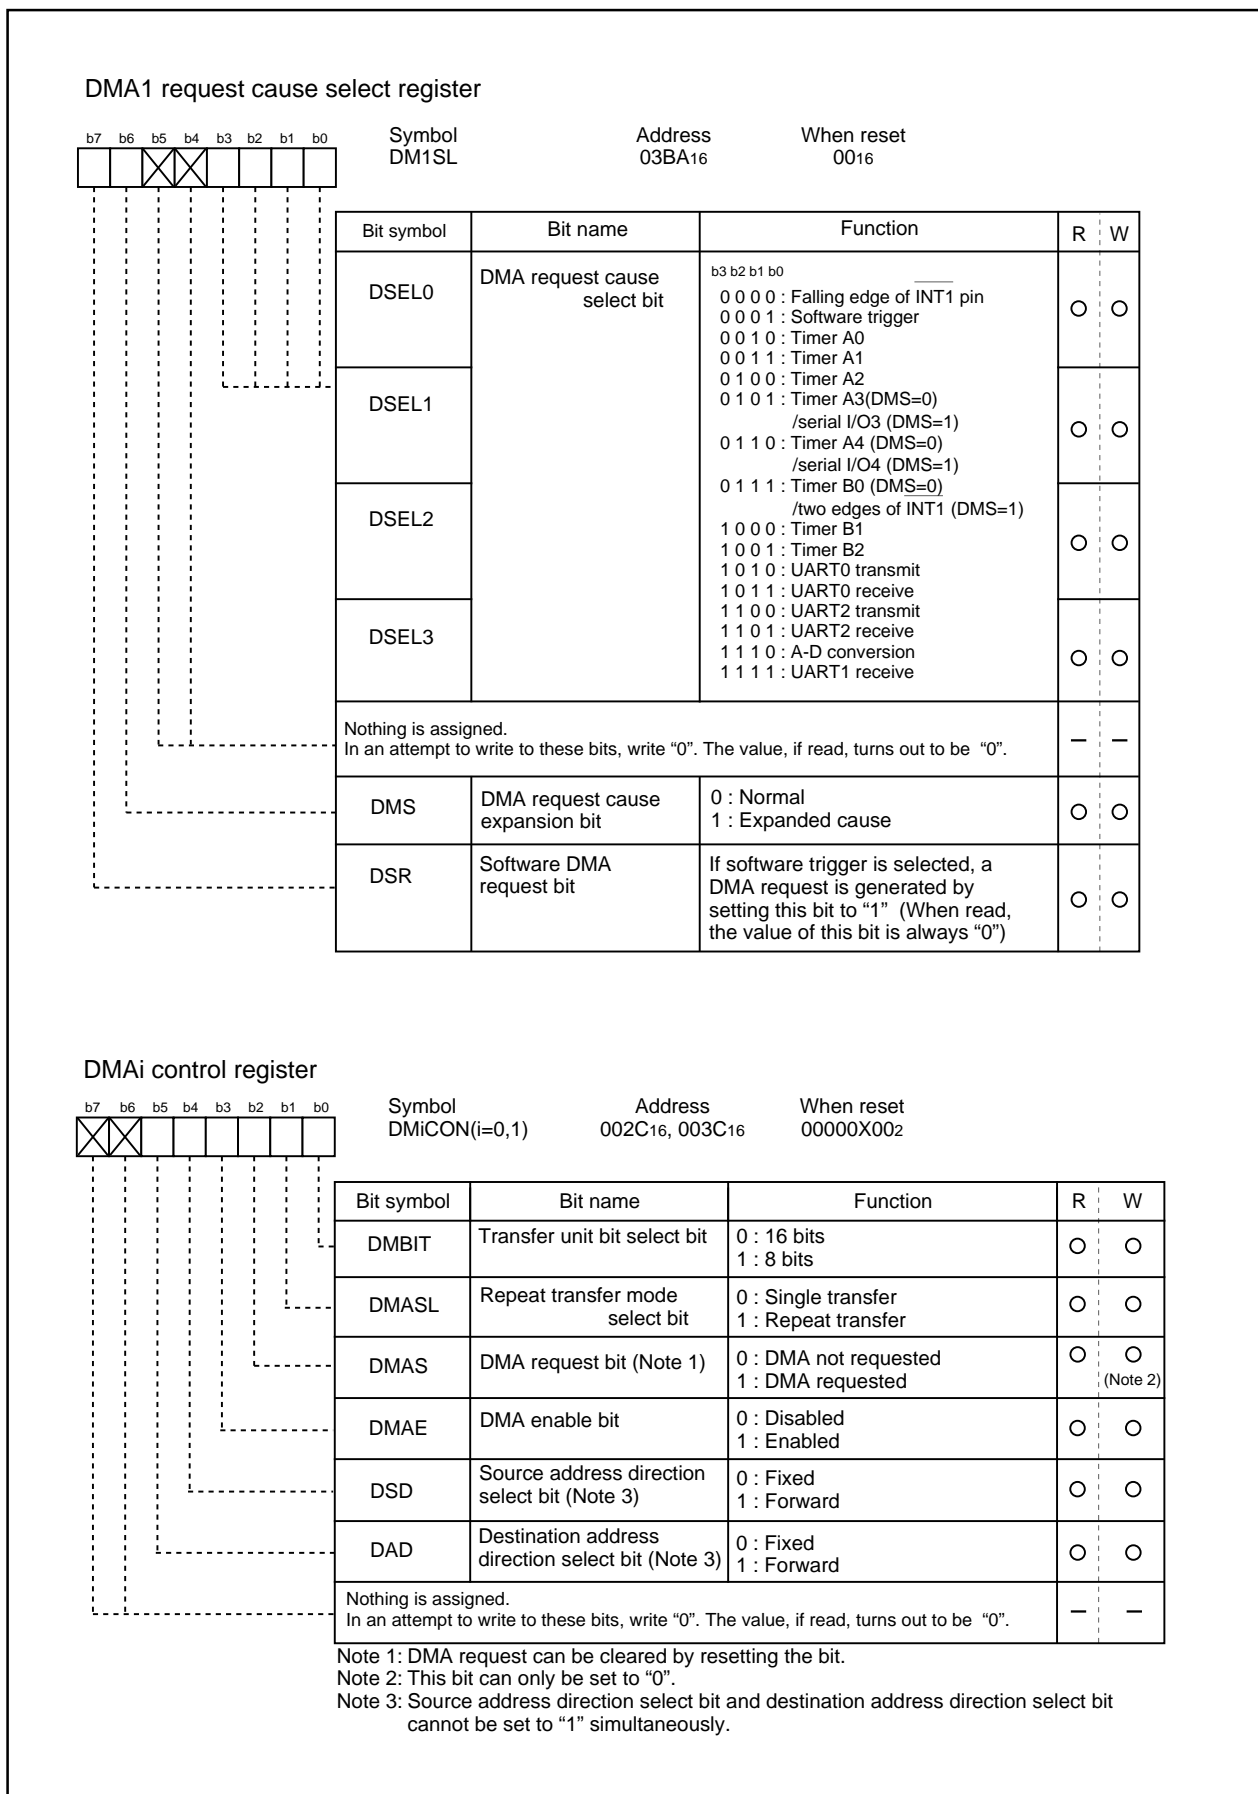 DMA1 request cause select register
b7 b6 b5 b4 b3 b2 b1 b0
Symbol Address When reset
DM1SL 03BA16 0016
Bit symbol Bit name Function R W
DSEL0
DMA request cause
select bit
b3 b2 b1 b0
0 0 0 0 : Falling edge of INT1 pin
0 0 0 1 : Software trigger
0 0 1 0 : Timer A0
0 0 1 1 : Timer A1
0 1 0 0 : Timer A2
0 1 0 1 : Timer A3(DMS=0)
/serial I/O3 (DMS=1)
0 1 1 0 : Timer A4 (DMS=0)
/serial I/O4 (DMS=1)
0 1 1 1 : Timer B0 (DMS=0)
/two edges of INT1 (DMS=1)
1 0 0 0 : Timer B1
1 0 0 1 : Timer B2
1 0 1 0 : UART0 transmit
1 0 1 1 : UART0 receive
1 1 0 0 : UART2 transmit
1 1 0 1 : UART2 receive
1 1 1 0 : A-D conversion
1 1 1 1 : UART1 receive
DSEL1
DSEL2
DSEL3
Nothing is assigned.
In an attempt to write to these bits, write “0”. The value, if read, turns out to be “0”.
– –
DMS
DMA request cause
expansion bit
0 : Normal
1 : Expanded cause
DSR
Software DMA
request bit
If software trigger is selected, a
DMA request is generated by
setting this bit to “1” (When read,
the value of this bit is always “0”)
DMAi control register
b7 b6 b5 b4 b3 b2 b1 b0
Symbol Address When reset
DMiCON(i=0,1) 002C16, 003C16 00000X002
Bit symbol Bit name Function R W
DMBIT
Transfer unit bit select bit
0 : 16 bits
1 : 8 bits
DMASL
Repeat transfer mode
select bit
0 : Single transfer
1 : Repeat transfer
DMAS
DMA request bit (Note 1)
0 : DMA not requested
1 : DMA requested
(Note 2)
DMAE
DMA enable bit
0 : Disabled
1 : Enabled
DSD
Source address direction
select bit (Note 3)
0 : Fixed
1 : Forward
DAD
Destination address
direction select bit (Note 3)
0 : Fixed
1 : Forward
Nothing is assigned.
In an attempt to write to these bits, write “0”. The value, if read, turns out to be “0”.
– –
Note 1: DMA request can be cleared by resetting the bit.
Note 2: This bit can only be set to “0”.
Note 3: Source address direction select bit and destination address direction select bit
cannot be set to “1” simultaneously.